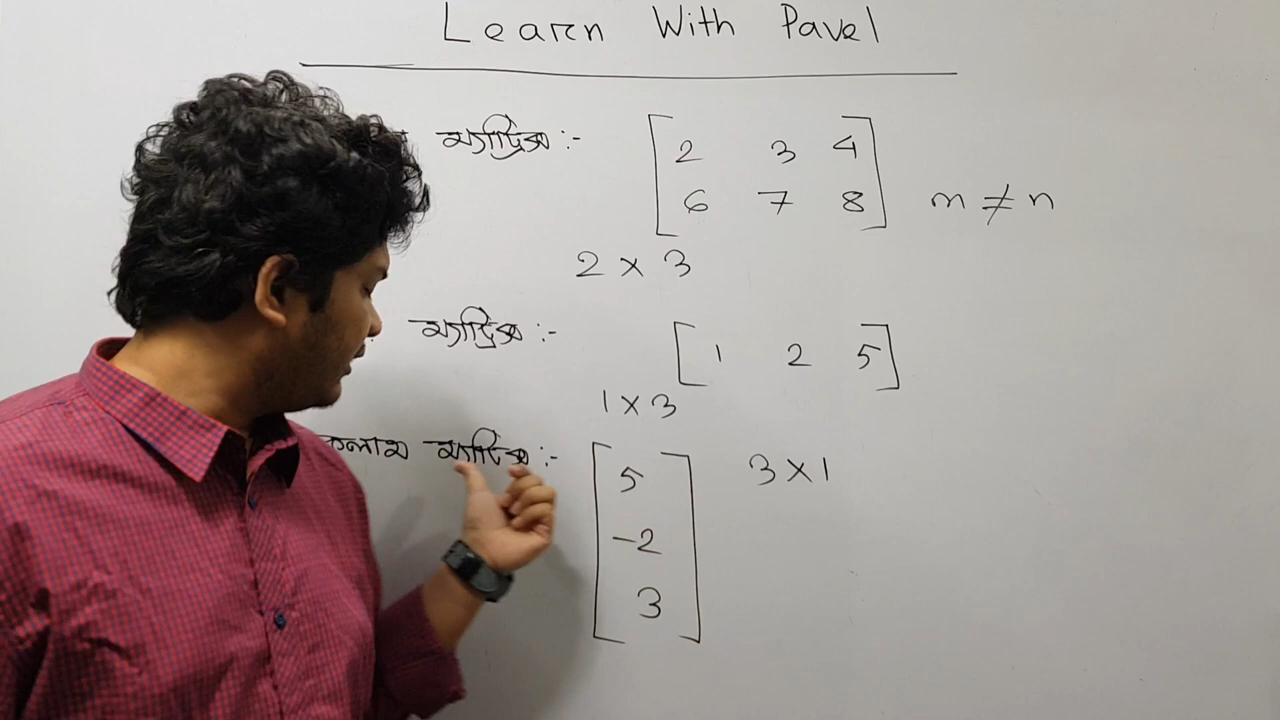 Learn With Pavel
ম্যাট্রিক্স :-
[ 2 3 4
6 7 8 ] m ≠ n
2 × 3
ম্যাট্রিক্স :- [ 1 2 5 ]
1 × 3
কলাম ম্যাট্রিক্স :- [ 5 3 × 1
-2
3 ]